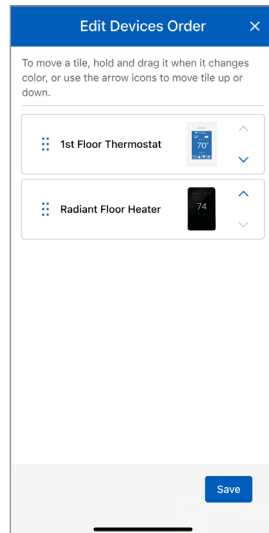 Edit Devices Order
To move a tile, hold and drag it when it changes
color, or use the arrow icons to move tile up or
down.
1st Floor Thermostat
70°
Radiant Floor Heater
74
Save